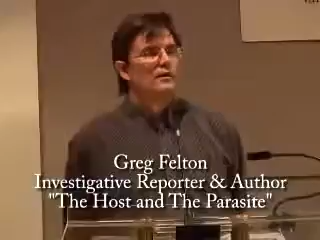 Greg Felton
Investigative Reporter & Author
"The Host and The Parasite"